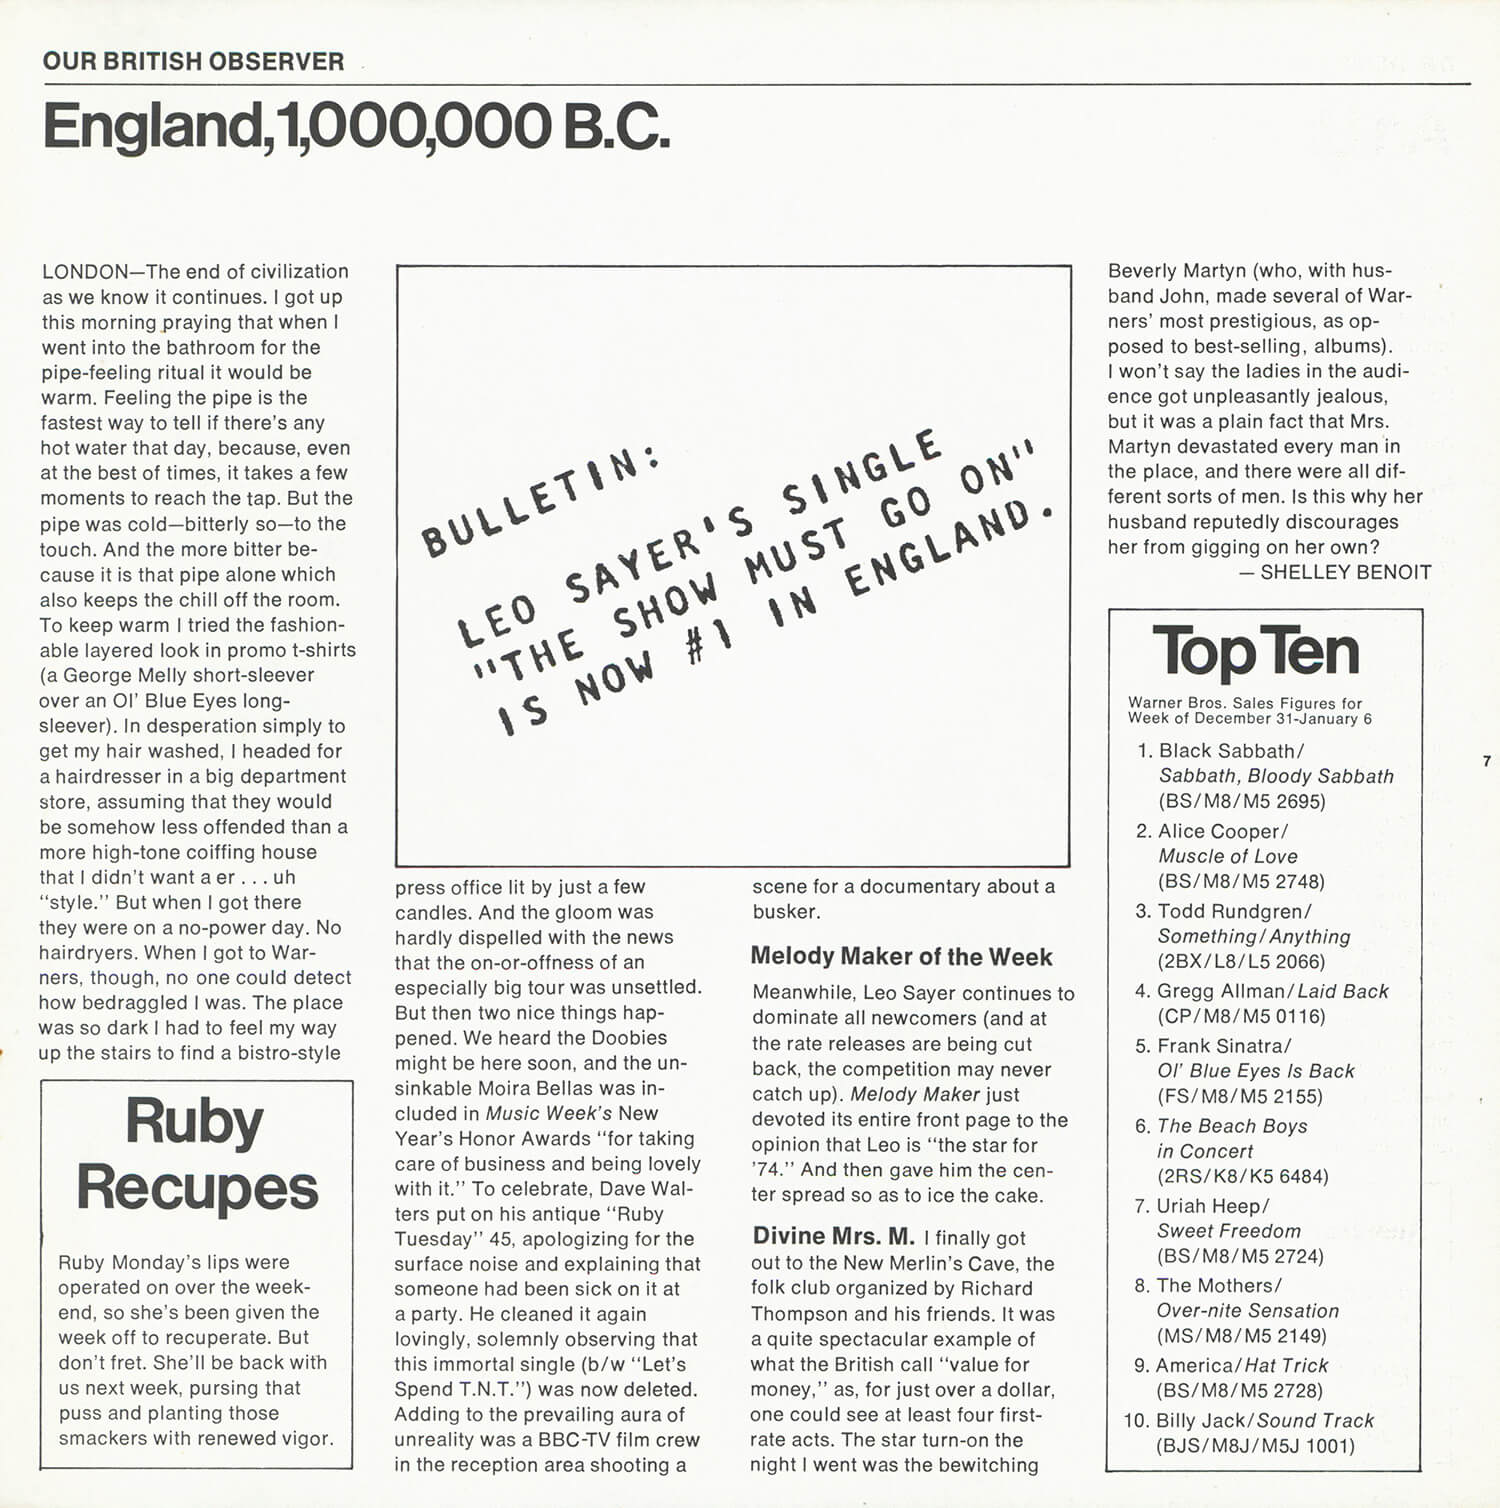 OUR BRITISH OBSERVER
England, 1,000,000 B.C.
LONDON—The end of civilization
as we know it continues. I got up
this morning praying that when I
went into the bathroom for the
pipe-feeling ritual it would be
warm. Feeling the pipe is the
fastest way to tell if there's any
hot water that day, because, even
at the best of times, it takes a few
moments to reach the tap. But the
pipe was cold—bitterly so—to the
touch. And the more bitter be-
cause it is that pipe alone which
also keeps the chill off the room.
To keep warm I tried the fashion-
able layered look in promo t-shirts
(a George Melly short-sleever
over an Ol' Blue Eyes long-
sleever). In desperation simply to
get my hair washed, I headed for
a hairdresser in a big department
store, assuming that they would
be somehow less offended than a
more high-tone coiffing house
that I didn't want a er . . . uh
“style.” But when I got there
they were on a no-power day. No
hairdryers. When I got to War-
ners, though, no one could detect
how bedraggled I was. The place
was so dark I had to feel my way
up the stairs to find a bistro-style
Ruby
Recupes
Ruby Monday's lips were
operated on over the week-
end, so she's been given the
week off to recuperate. But
don't fret. She'll be back with
us next week, pursing that
puss and planting those
smackers with renewed vigor.
BULLETIN:
LEO SAYER'S SINGLE
"THE SHOW MUST GO ON"
IS NOW #1 IN ENGLAND.
press office lit by just a few
candles. And the gloom was
hardly dispelled with the news
that the on-or-offness of an
especially big tour was unsettled.
But then two nice things hap-
pened. We heard the Doobies
might be here soon, and the un-
sinkable Moira Bellas was in-
cluded in Music Week's New
Year's Honor Awards “for taking
care of business and being lovely
with it.” To celebrate, Dave Wal-
ters put on his antique “Ruby
Tuesday” 45, apologizing for the
surface noise and explaining that
someone had been sick on it at
a party. He cleaned it again
lovingly, solemnly observing that
this immortal single (b/w “Let's
Spend T.N.T.”) was now deleted.
Adding to the prevailing aura of
unreality was a BBC-TV film crew
in the reception area shooting a
scene for a documentary about a
busker.
Melody Maker of the Week
Meanwhile, Leo Sayer continues to
dominate all newcomers (and at
the rate releases are being cut
back, the competition may never
catch up). Melody Maker just
devoted its entire front page to the
opinion that Leo is “the star for
'74.” And then gave him the cen-
ter spread so as to ice the cake.
Divine Mrs. M. I finally got
out to the New Merlin's Cave, the
folk club organized by Richard
Thompson and his friends. It was
a quite spectacular example of
what the British call “value for
money,” as, for just over a dollar,
one could see at least four first-
rate acts. The star turn-on the
night I went was the bewitching
Beverly Martyn (who, with hus-
band John, made several of War-
ners' most prestigious, as op-
posed to best-selling, albums).
I won't say the ladies in the audi-
ence got unpleasantly jealous,
but it was a plain fact that Mrs.
Martyn devastated every man in
the place, and there were all dif-
ferent sorts of men. Is this why her
husband reputedly discourages
her from gigging on her own?
— SHELLEY BENOIT
Top Ten
Warner Bros. Sales Figures for
Week of December 31-January 6
1. Black Sabbath/
Sabbath, Bloody Sabbath
(BS/M8/M5 2695)
2. Alice Cooper/
Muscle of Love
(BS/M8/M5 2748)
3. Todd Rundgren/
Something/Anything
(2BX/L8/L5 2066)
4. Gregg Allman/Laid Back
(CP/M8/M5 0116)
5. Frank Sinatra/
Ol' Blue Eyes Is Back
(FS/M8/M5 2155)
6. The Beach Boys
in Concert
(2RS/K8/K5 6484)
7. Uriah Heep/
Sweet Freedom
(BS/M8/M5 2724)
8. The Mothers/
Over-nite Sensation
(MS/M8/M5 2149)
9. America/Hat Trick
(BS/M8/M5 2728)
10. Billy Jack/Sound Track
(BJS/M8J/M5J 1001)
7